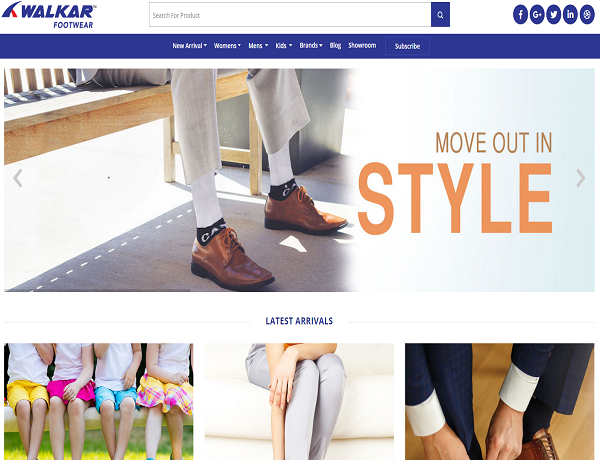 WALKAR
FOOTWEAR
Search For Product
New Arrival Womens Mens Kids Brands Blog Showroom Subscribe
MOVE OUT IN
STYLE
LATEST ARRIVALS